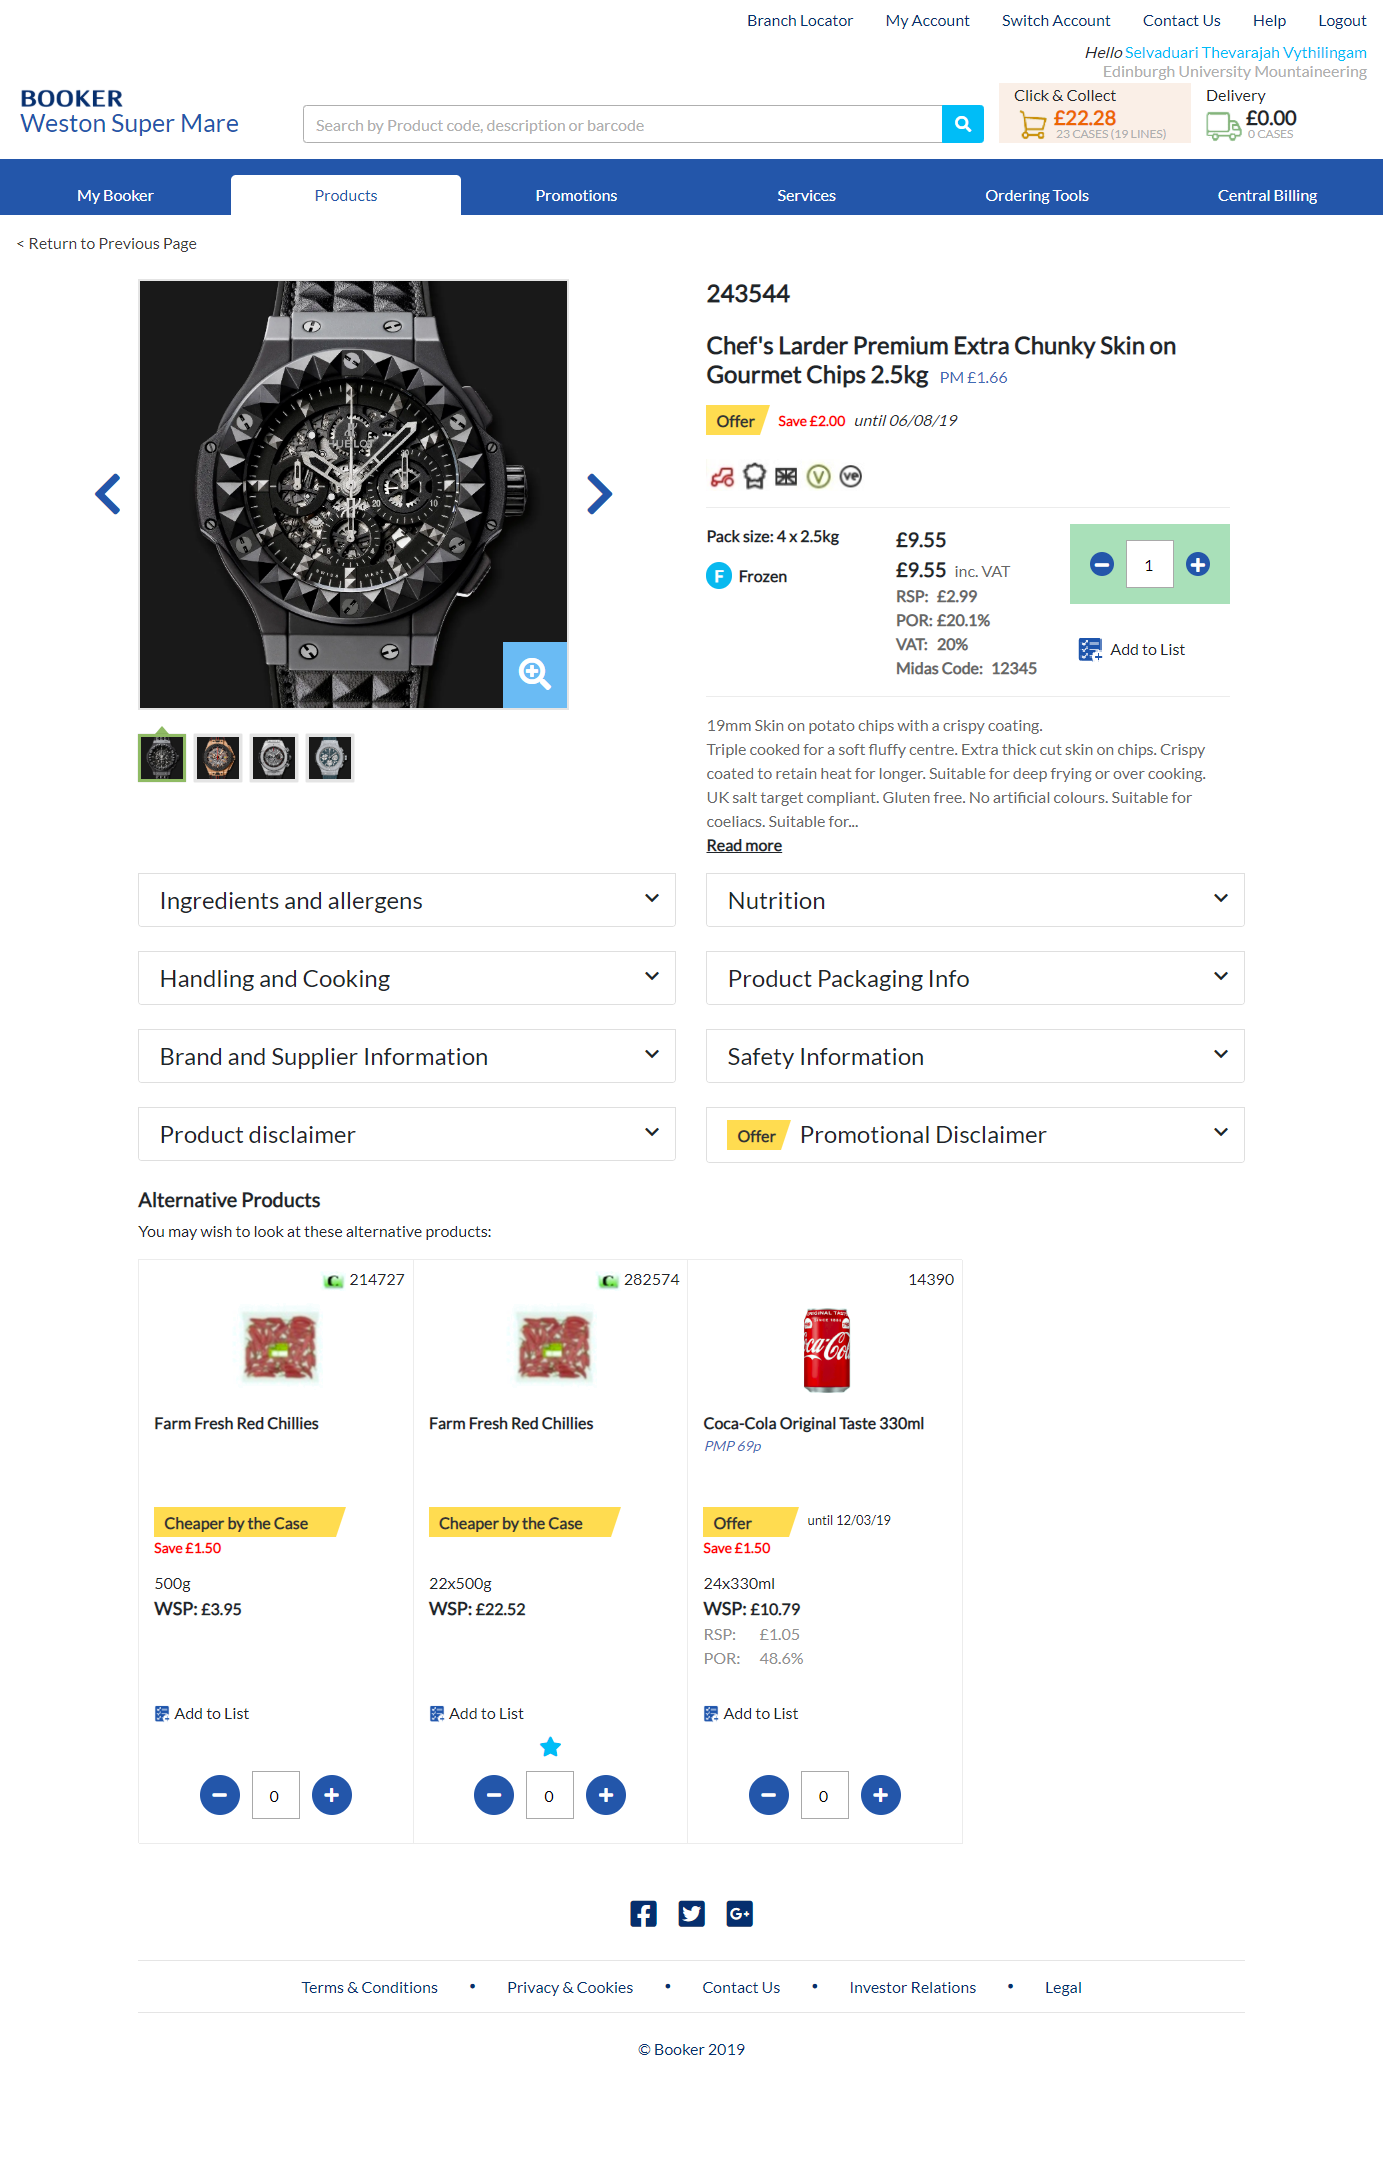 Branch Locator My Account Switch Account Contact Us Help Logout
Hello Selvaduari Thevarajah Vythilingam
Edinburgh University Mountaineering
BOOKER
Weston Super Mare
Search by Product code, description or barcode
Click & Collect
£22.28
23 CASES (19 LINES)
Delivery
£0.00
0 CASES
My Booker Products Promotions Services Ordering Tools Central Billing
< Return to Previous Page
HUBLOT
243544
Chef's Larder Premium Extra Chunky Skin on
Gourmet Chips 2.5kg PM £1.66
Offer Save £2.00 until 06/08/19
V ve
Pack size: 4 x 2.5kg
F Frozen
£9.55
£9.55 inc. VAT
RSP: £2.99
POR: £20.1%
VAT: 20%
Midas Code: 12345
1
Add to List
19mm Skin on potato chips with a crispy coating.
Triple cooked for a soft fluffy centre. Extra thick cut skin on chips. Crispy
coated to retain heat for longer. Suitable for deep frying or over cooking.
UK salt target compliant. Gluten free. No artificial colours. Suitable for
coeliacs. Suitable for...
Read more
Ingredients and allergens
Nutrition
Handling and Cooking
Product Packaging Info
Brand and Supplier Information
Safety Information
Product disclaimer
Offer Promotional Disclaimer
Alternative Products
You may wish to look at these alternative products:
C. 214727
Farm Fresh Red Chillies
Cheaper by the Case
Save £1.50
500g
WSP: £3.95
Add to List
0
C. 282574
Farm Fresh Red Chillies
Cheaper by the Case
Save £1.50
22x500g
WSP: £22.52
Add to List
0
14390
ORIGINAL TASTE
Coca-Cola Original Taste 330ml
PMP 69p
Offer until 12/03/19
Save £1.50
24x330ml
WSP: £10.79
RSP: £1.05
POR: 48.6%
Add to List
0
G+
Terms & Conditions • Privacy & Cookies • Contact Us • Investor Relations • Legal
© Booker 2019